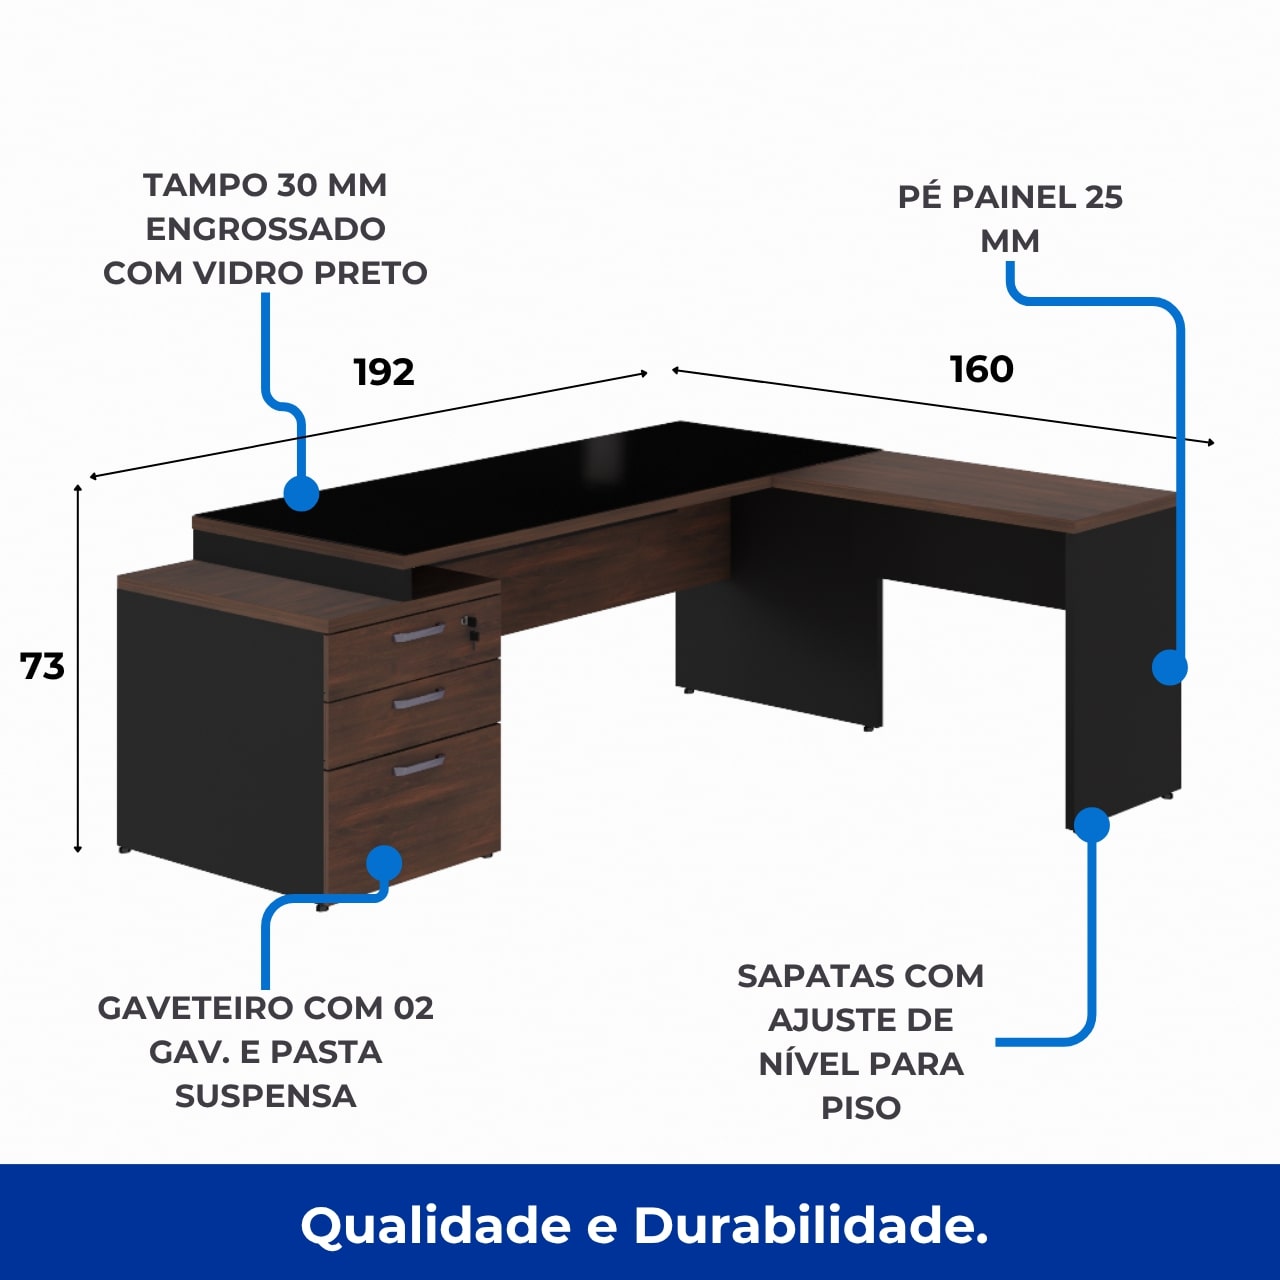 TAMPO 30 MM
ENGROSSADO
COM VIDRO PRETO
PÉ PAINEL 25
MM
192
160
73
GAVETEIRO COM 02
GAV. E PASTA
SUSPENSA
SAPATAS COM
AJUSTE DE
NÍVEL PARA
PISO
Qualidade e Durabilidade.